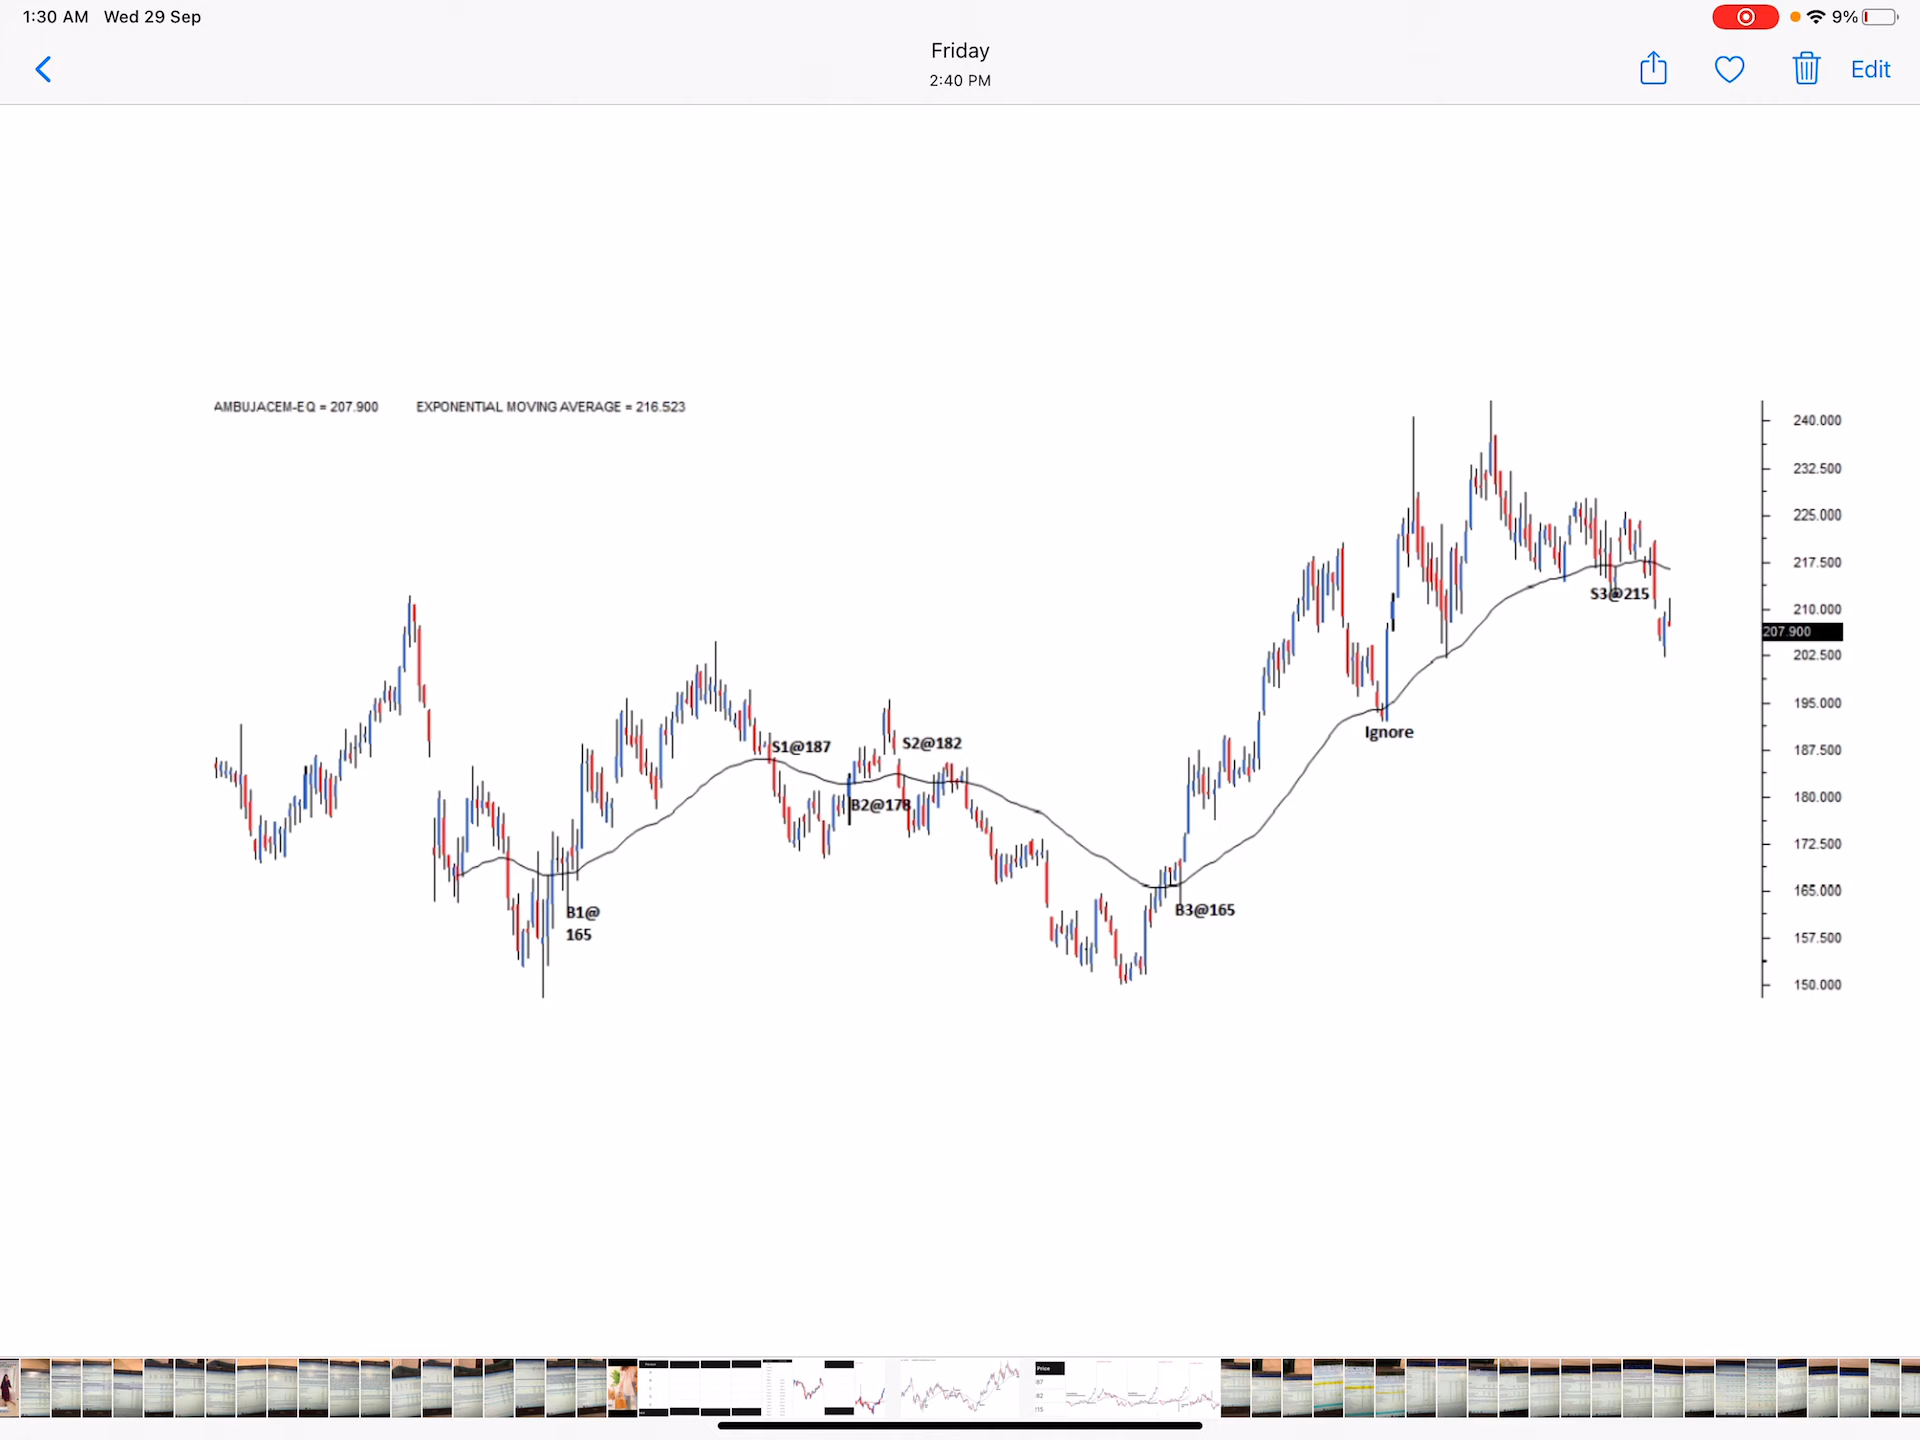 1:30 AM Wed 29 Sep
9%
Friday
2:40 PM
Edit
AMBUJACEM-EQ = 207.900 EXPONENTIAL MOVING AVERAGE = 216.523
240.000
232.500
225.000
217.500
S3@215
210.000
207.900
202.500
195.000
Ignore
S1@187
S2@182
187.500
B2@178
180.000
172.500
165.000
B1@
165
B3@165
157.500
150.000
Price
87
82